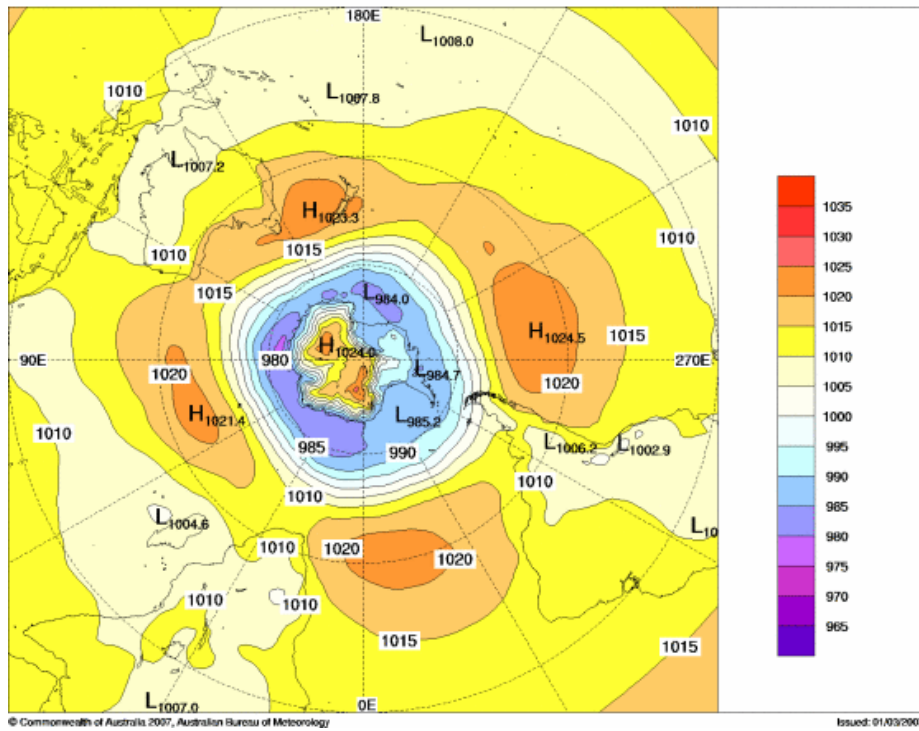 180E
L1008.0
1010
L1007.8
1010
L1007.2
H1023.3
1035
1030
1015
1010
1010
1015
1025
1015
L984.0
1020
H1024.5
1015
1015
H1024.0
90E
980
270E
1010
1020
L984.7
1020
1005
H1021.4
L985.2
1000
1010
985
990
L1006.2
L1002.9
995
1010
1010
990
L1004.6
985
1010
1020
1020
980
975
1010
1010
970
1015
1015
965
L1007.0
0E
© Commonwealth of Australia 2007, Australian Bureau of Meteorology